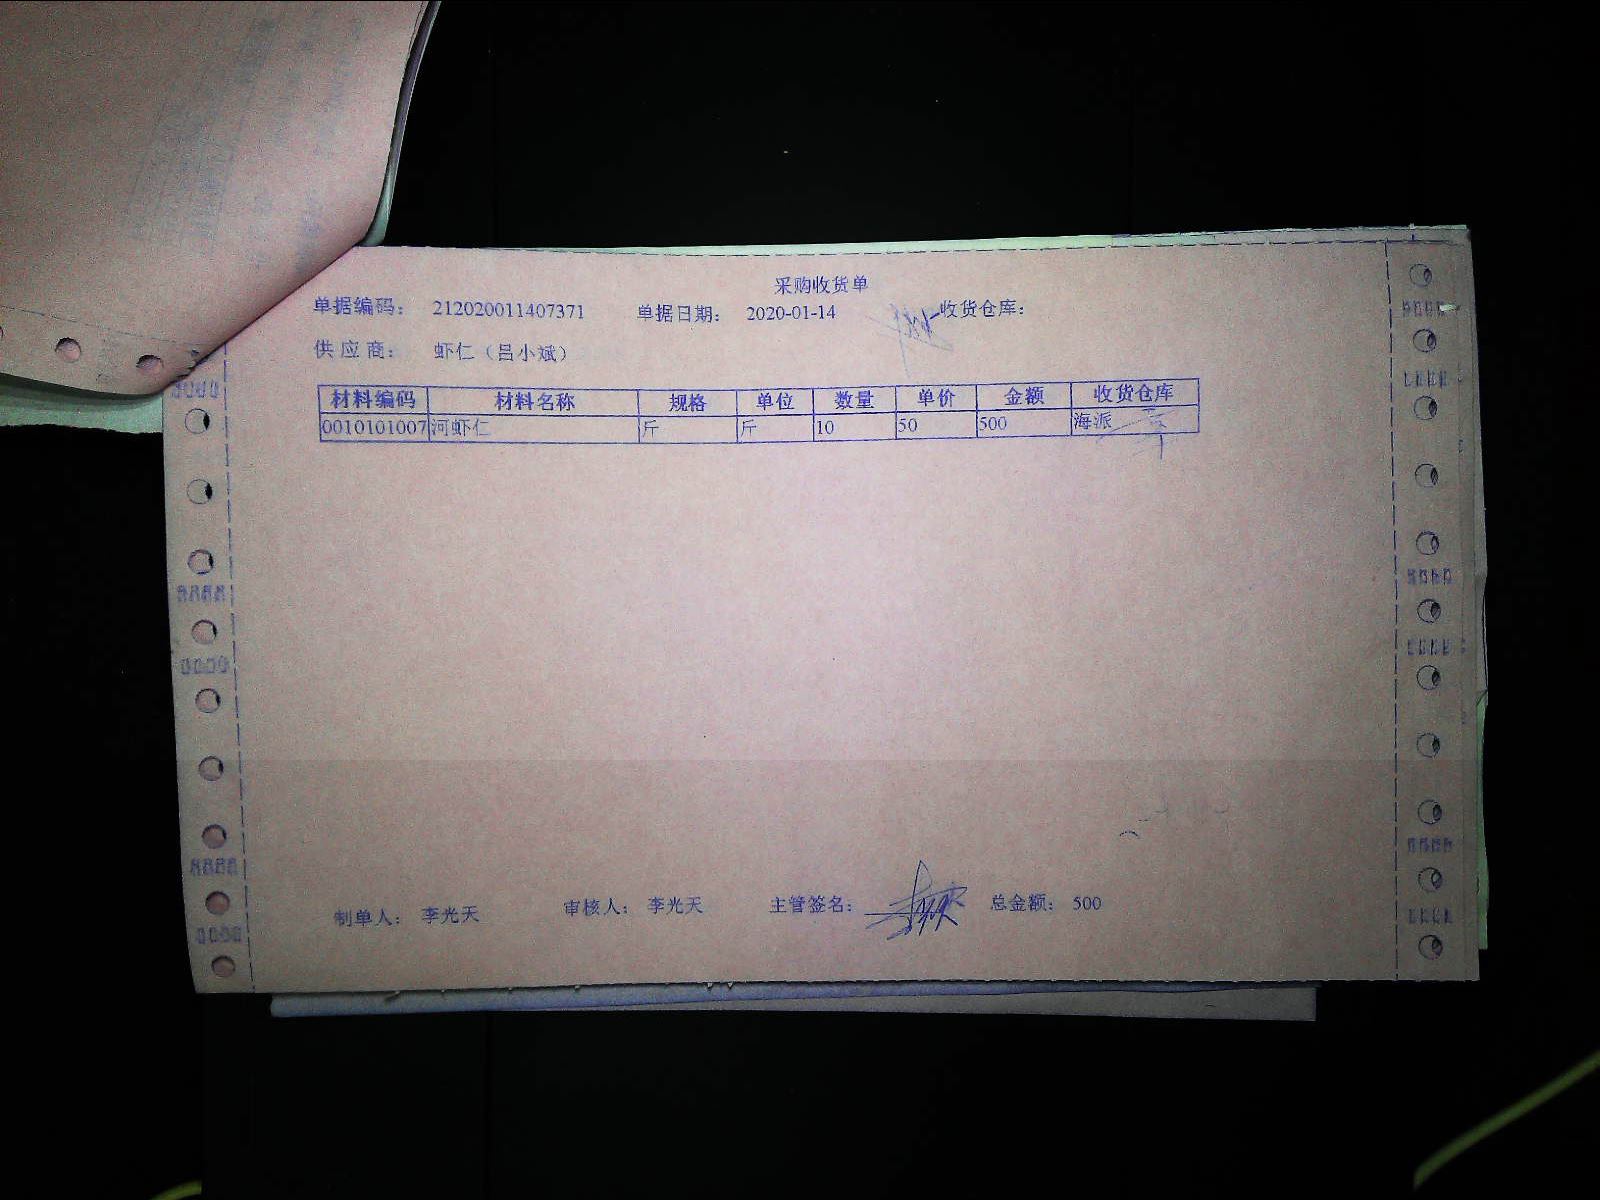 采购收货单
单据编码： 212020011407371 单据日期： 2020-01-14 收货仓库：
供应商： 虾仁（吕小斌）
材料编码 材料名称 规格 单位 数量 单价 金额 收货仓库
0010101007 河虾仁 斤 斤 10 50 500 海派
制单人： 李光天 审核人： 李光天 主管签名： 总金额： 500